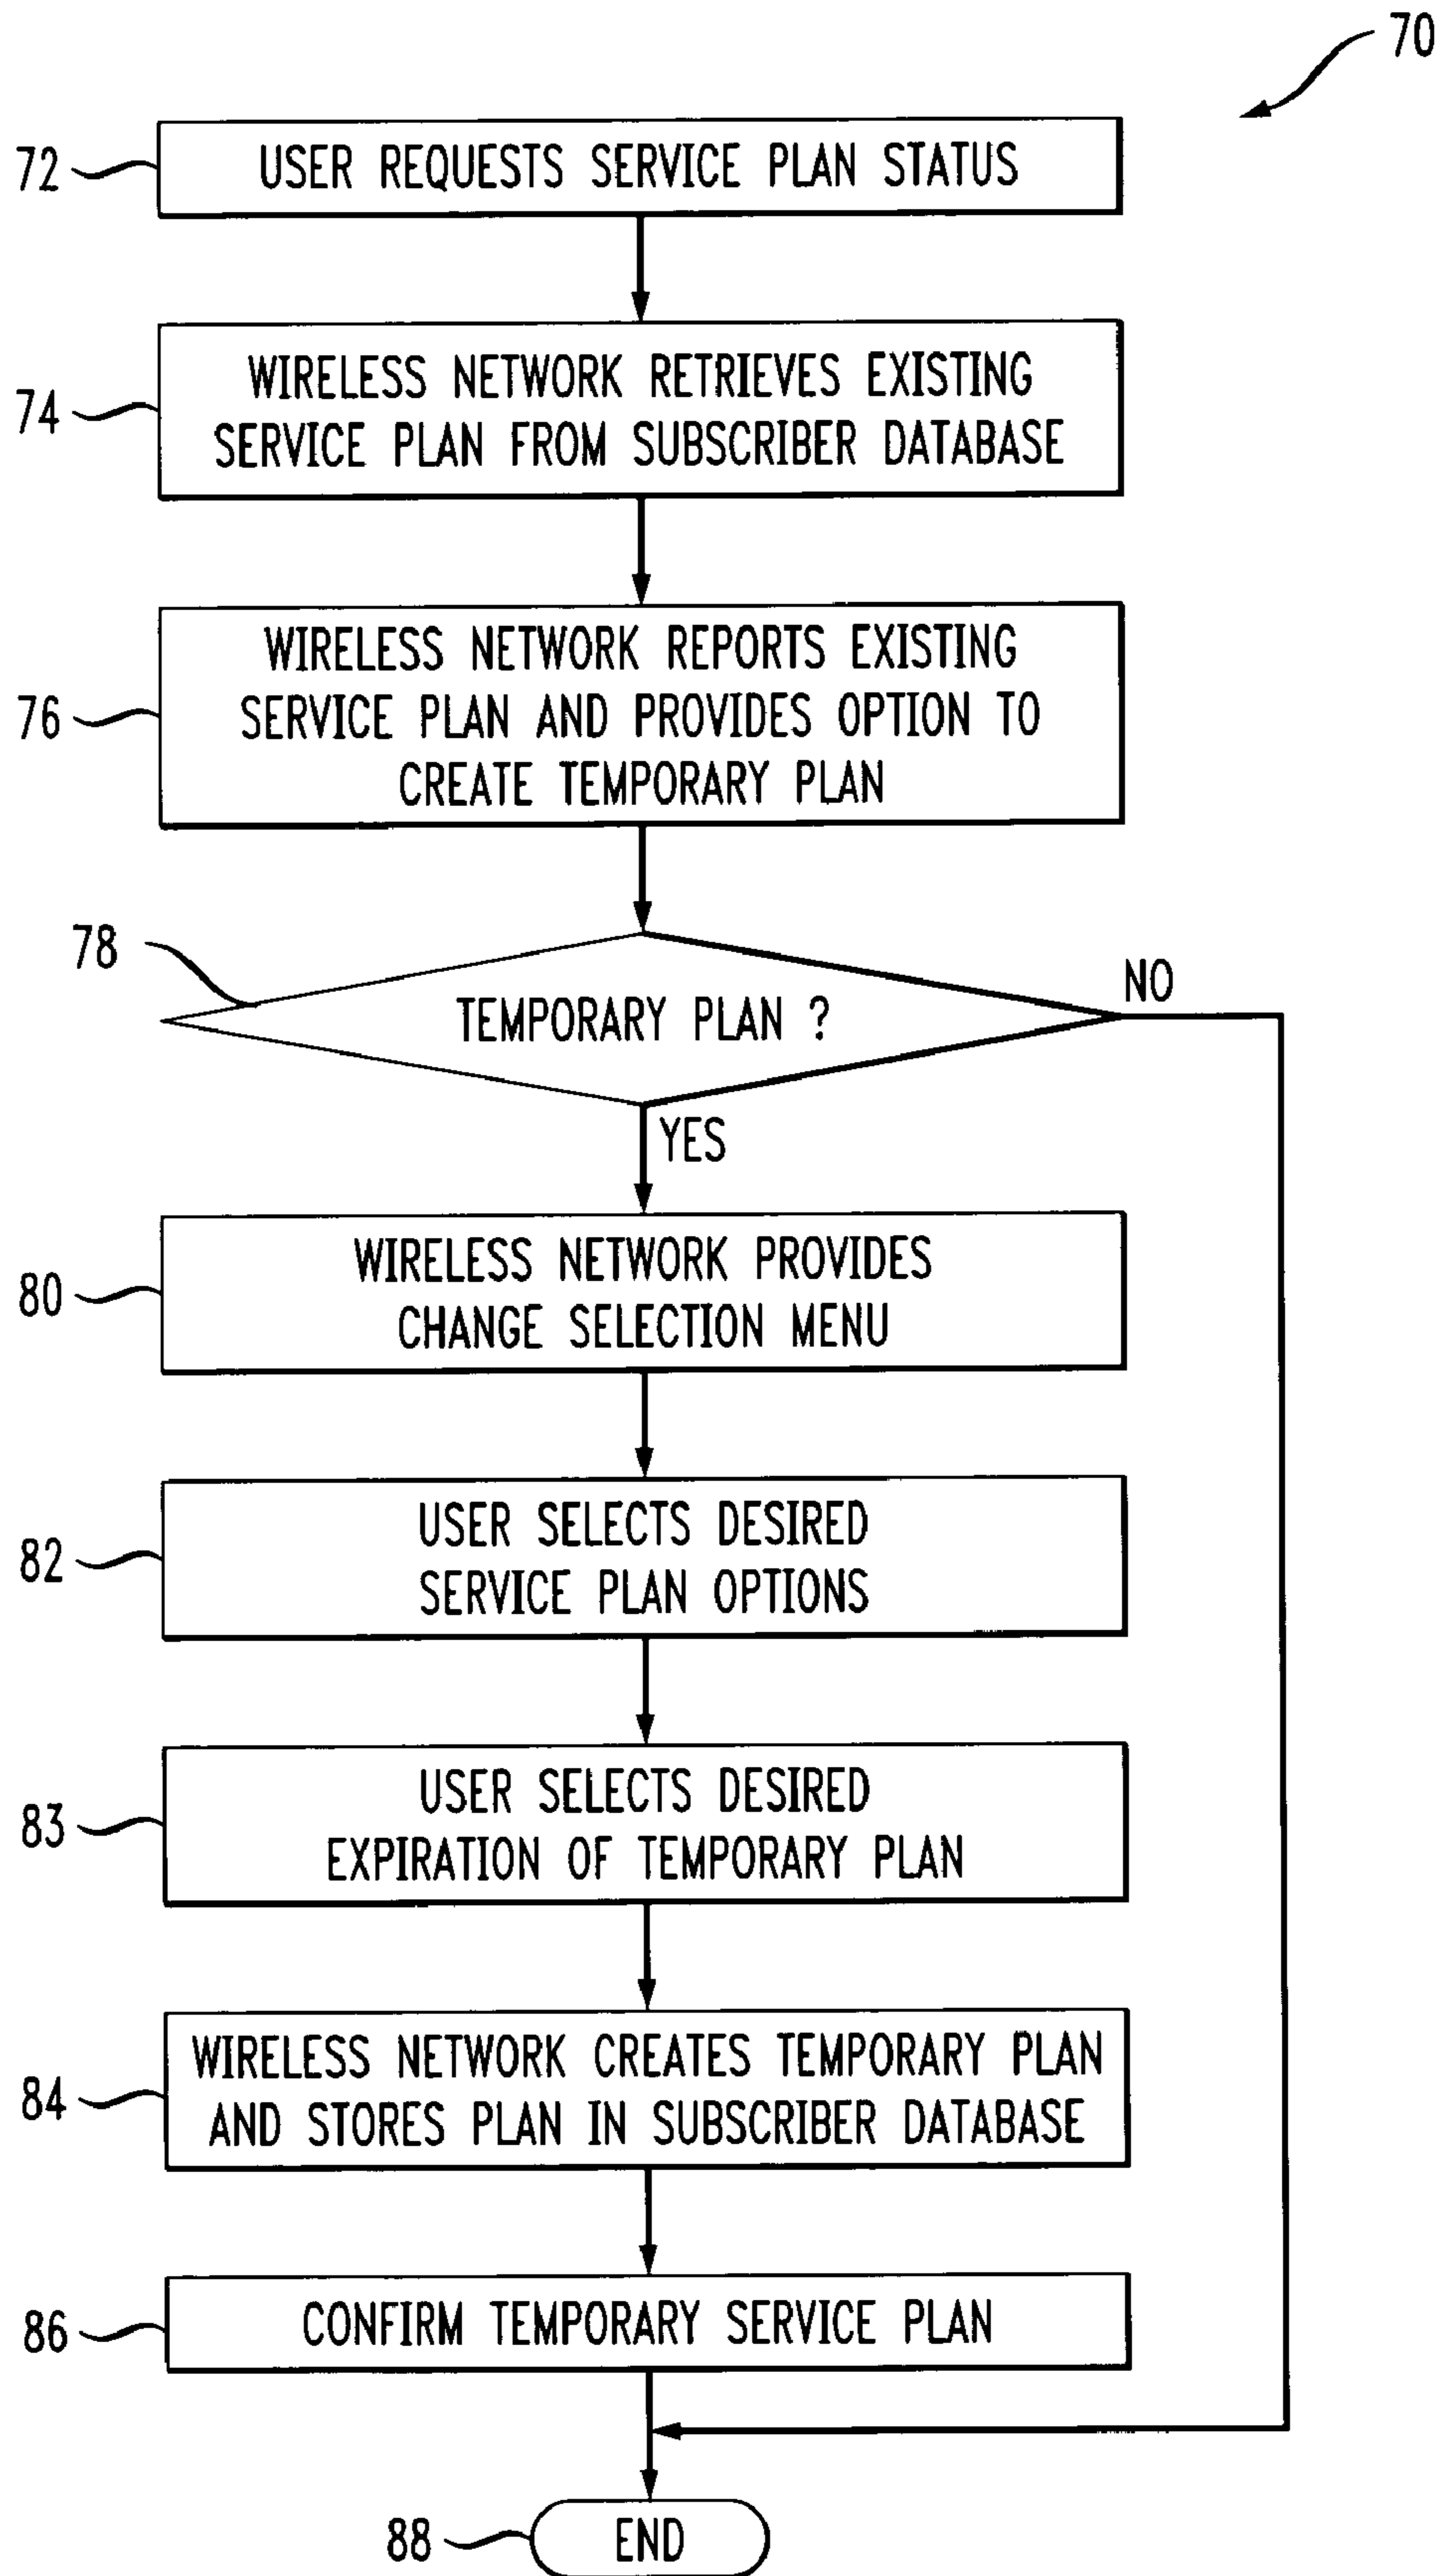 70
72
USER REQUESTS SERVICE PLAN STATUS
74
WIRELESS NETWORK RETRIEVES EXISTING
SERVICE PLAN FROM SUBSCRIBER DATABASE
76
WIRELESS NETWORK REPORTS EXISTING
SERVICE PLAN AND PROVIDES OPTION TO
CREATE TEMPORARY PLAN
78
TEMPORARY PLAN ?
NO
YES
80
WIRELESS NETWORK PROVIDES
CHANGE SELECTION MENU
82
USER SELECTS DESIRED
SERVICE PLAN OPTIONS
83
USER SELECTS DESIRED
EXPIRATION OF TEMPORARY PLAN
84
WIRELESS NETWORK CREATES TEMPORARY PLAN
AND STORES PLAN IN SUBSCRIBER DATABASE
86
CONFIRM TEMPORARY SERVICE PLAN
88
END